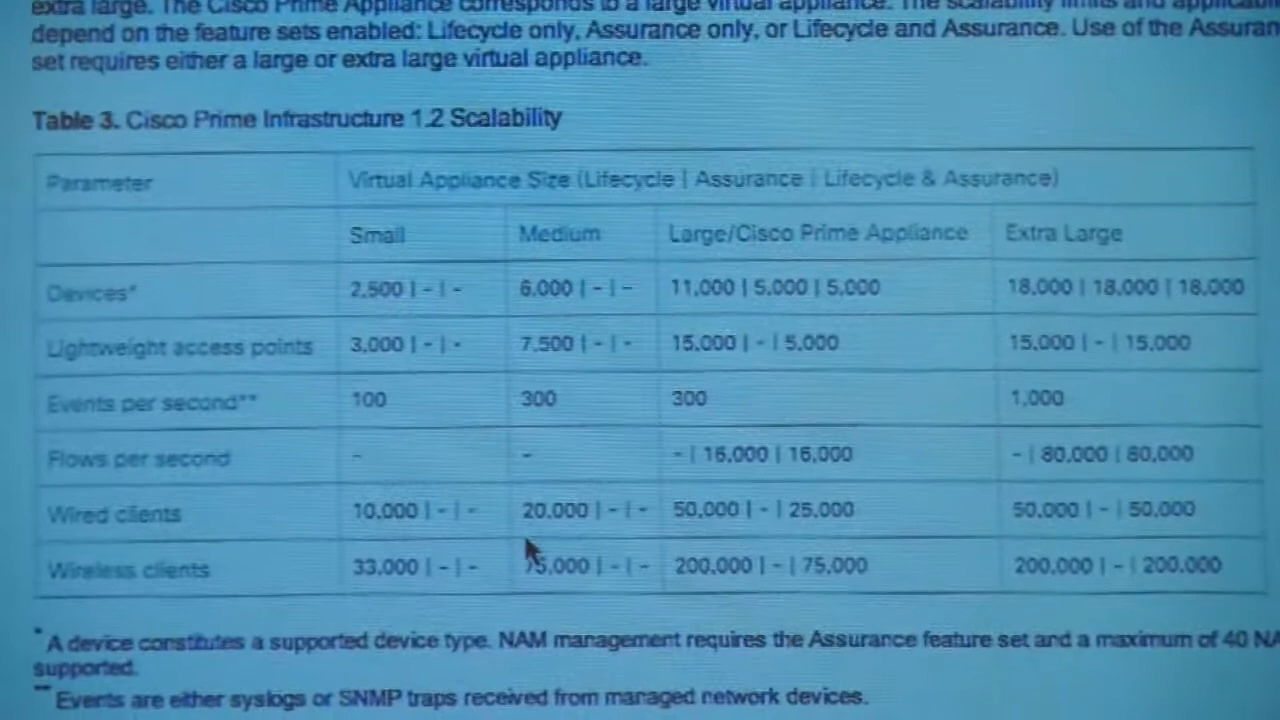 extra large. The Cisco Prime Appliance corresponds to a large virtual appliance. The scalability limits and
depend on the feature sets enabled: Lifecycle only, Assurance only, or Lifecycle and Assurance. Use of the
set requires either a large or extra large virtual appliance.
Table 3. Cisco Prime Infrastructure 1.2 Scalability
Parameter Virtual Appliance Size (Lifecycle | Assurance | Lifecycle & Assurance)
Small Medium Large/Cisco Prime Appliance Extra Large
Devices* 2,500 | - | - 6,000 | - | - 11,000 | 5,000 | 5,000 18,000 | 18,000 | 18,000
Lightweight access points 3,000 | - | - 7,500 | - | - 15,000 | - | 5,000 15,000 | - | 15,000
Events per second** 100 300 300 1,000
Flows per second - - - | 16,000 | 16,000 - | 80,000 | 80,000
Wired clients 10,000 | - | - 20,000 | - | - 50,000 | - | 25,000 50,000 | - | 50,000
Wireless clients 33,000 | - | - 75,000 | - | - 200,000 | - | 75,000 200,000 | - | 200,000
* A device constitutes a supported device type. NAM management requires the Assurance feature set and a maximum of 40
supported.
** Events are either syslogs or SNMP traps received from managed network devices.